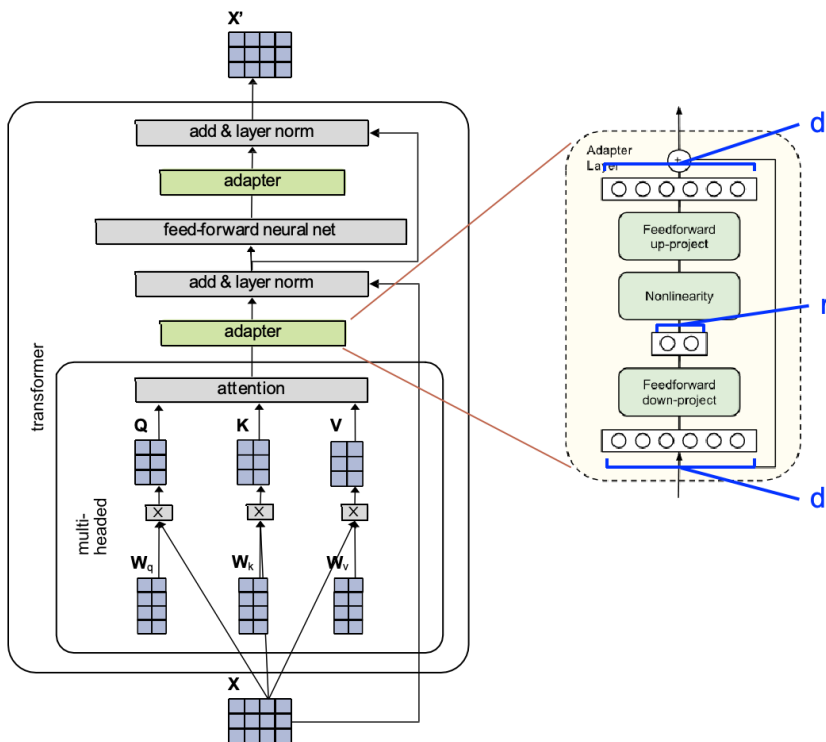 X'
add & layer norm
adapter
feed-forward neural net
add & layer norm
adapter
attention
Q
K
V
X
X
X
Wq
Wk
Wv
X
transformer
multi-
headed
Adapter
Layer
+
Feedforward
up-project
Nonlinearity
Feedforward
down-project
d
r
d